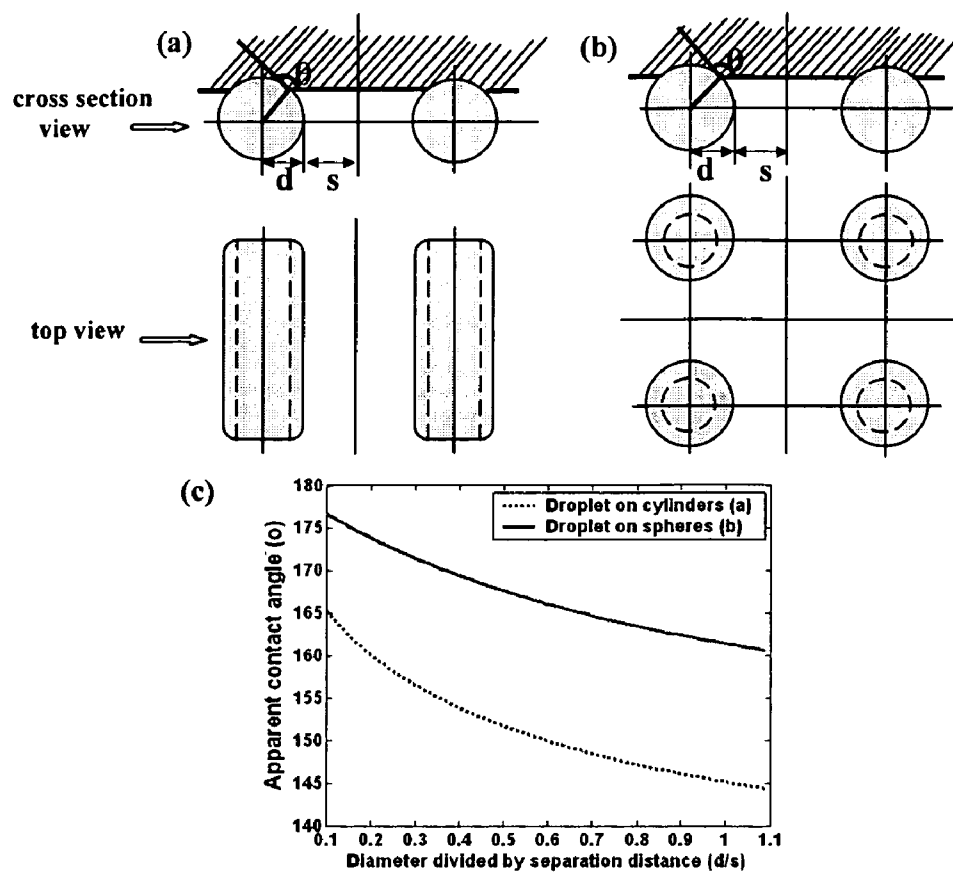 (a)
(b)
θ
θ
cross section
view
d
s
d
s
top view
(c)
180
175
170
165
160
155
150
145
140
Apparent contact angle (o)
Droplet on cylinders (a)
Droplet on spheres (b)
0.1 0.2 0.3 0.4 0.5 0.6 0.7 0.8 0.9 1 1.1
Diameter divided by separation distance (d/s)